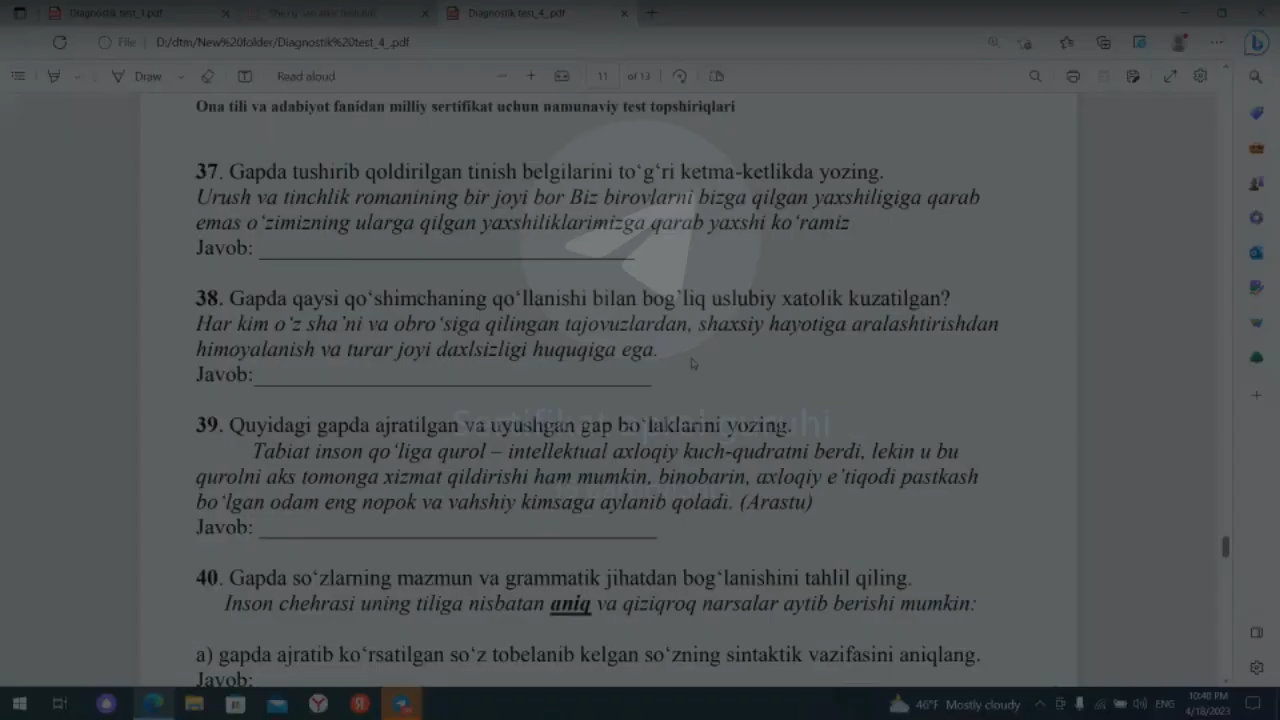 Diagnostik test_1.pdf
Diagnostik test_4_.pdf
File D:/dtm/New%20folder/Diagnostik%20test_4_.pdf
Draw Read aloud 11 of 13
Ona tili va adabiyot fanidan milliy sertifikat uchun namunaviy test topshiriqlari
37. Gapda tushirib qoldirilgan tinish belgilarini to‘g‘ri ketma-ketlikda yozing.
Urush va tinchlik romanining bir joyi bor Biz birovlarni bizga qilgan yaxshiligiga qarab
emas o‘zimizning ularga qilgan yaxshiliklarimizga qarab yaxshi ko‘ramiz
Javob:
38. Gapda qaysi qo‘shimchaning qo‘llanishi bilan bog’liq uslubiy xatolik kuzatilgan?
Har kim o‘z sha’ni va obro‘siga qilingan tajovuzlardan, shaxsiy hayotiga aralashtirishdan
himoyalanish va turar joyi daxlsizligi huquqiga ega.
Javob:
39. Quyidagi gapda ajratilgan va uyushgan gap bo‘laklarini yozing.
Tabiat inson qo‘liga qurol – intellektual axloqiy kuch-qudratni berdi, lekin u bu
qurolni aks tomonga xizmat qildirishi ham mumkin, binobarin, axloqiy e’tiqodi pastkash
bo‘lgan odam eng nopok va vahshiy kimsaga aylanib qoladi. (Arastu)
Javob:
40. Gapda so‘zlarning mazmun va grammatik jihatdan bog‘lanishini tahlil qiling.
Inson chehrasi uning tiliga nisbatan aniq va qiziqroq narsalar aytib berishi mumkin:
a) gapda ajratib ko‘rsatilgan so‘z tobelanib kelgan so‘zning sintaktik vazifasini aniqlang.
Javob:
46°F Mostly cloudy ENG 10:40 PM
4/18/2023